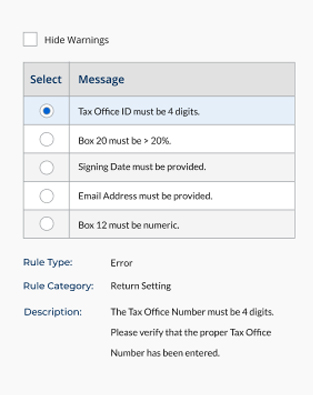 Hide Warnings
Select Message
Tax Office ID must be 4 digits.
Box 20 must be > 20%.
Signing Date must be provided.
Email Address must be provided.
Box 12 must be numeric.
Rule Type: Error
Rule Category: Return Setting
Description: The Tax Office Number must be 4 digits.
Please verify that the proper Tax Office
Number has been entered.